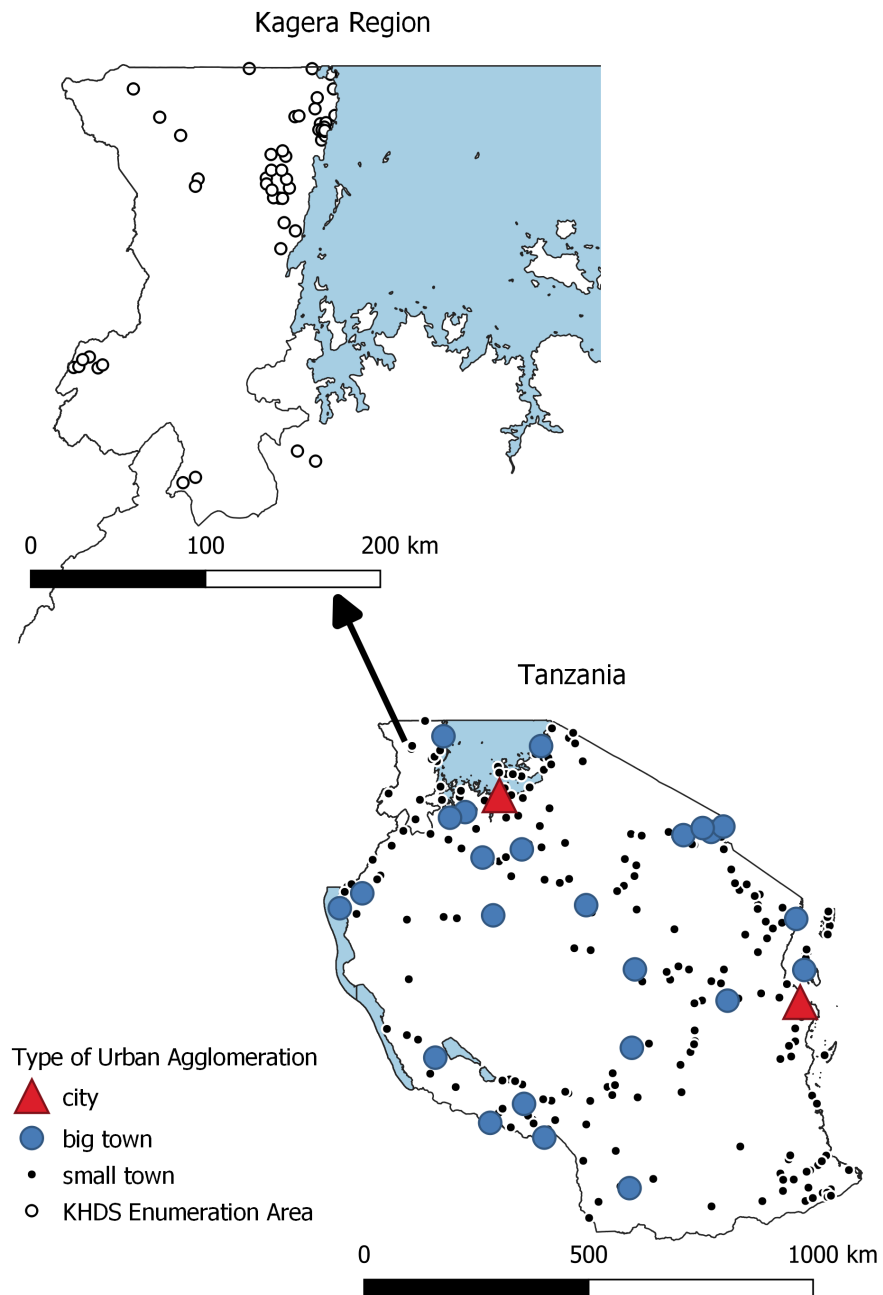 Kagera Region
0 100 200 km
Tanzania
Type of Urban Agglomeration
city
big town
small town
KHDS Enumeration Area
0 500 1000 km